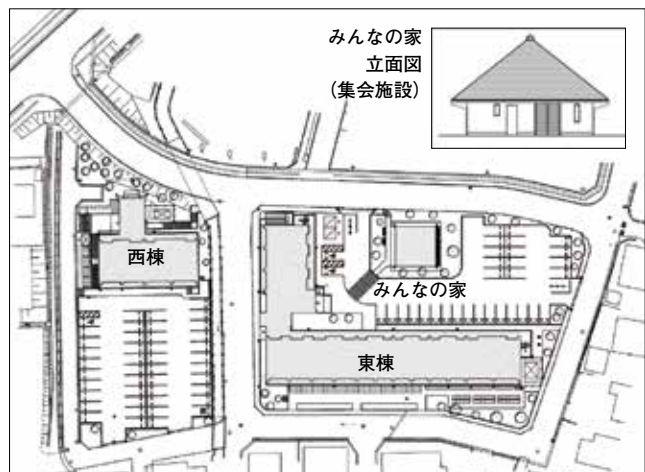 みんなの家
立面図
（集会施設）
西棟
みんなの家
東棟